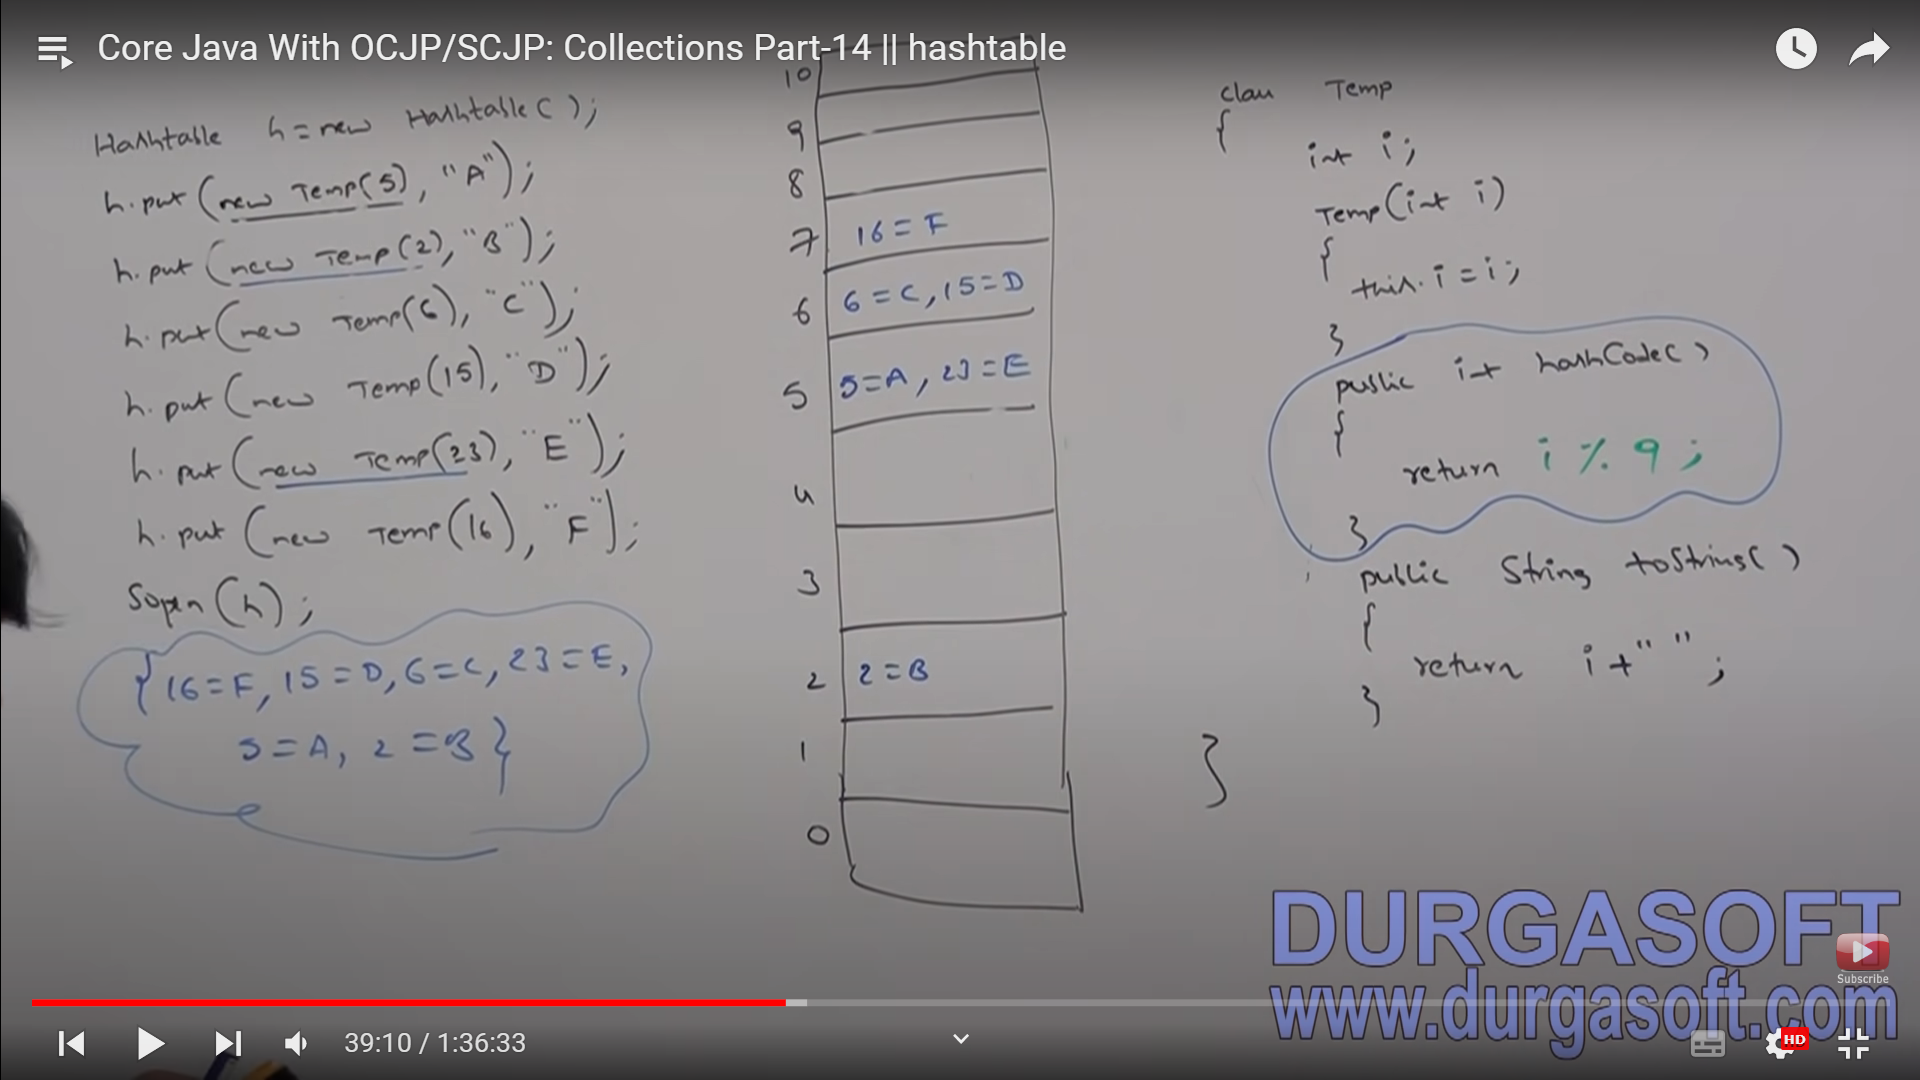 Core Java With OCJP/SCJP: Collections Part-14 || hashtable
Hashtable h=new Hashtable( );
h.put (new Temp(5), "A");
h.put (new Temp(2), "B");
h.put (new Temp(6), "C");
h.put (new Temp(15), "D");
h.put (new Temp(23), "E");
h.put (new Temp(16), "F");
Sopln (h);
{16=F, 15=D, 6=C, 23=E,
5=A, 2=B}
10
9
8
7 16=F
6 6=C, 15=D
5 5=A, 23=E
4
3
2 2=B
1
0
class Temp
{
int i;
Temp(int i)
{
this.i=i;
}
public int hashCode( )
{
return i % 9;
}
public String toString( )
{
return i+" ";
}
}
DURGASOFT
www.durgasoft.com
Subscribe
39:10 / 1:36:33
HD